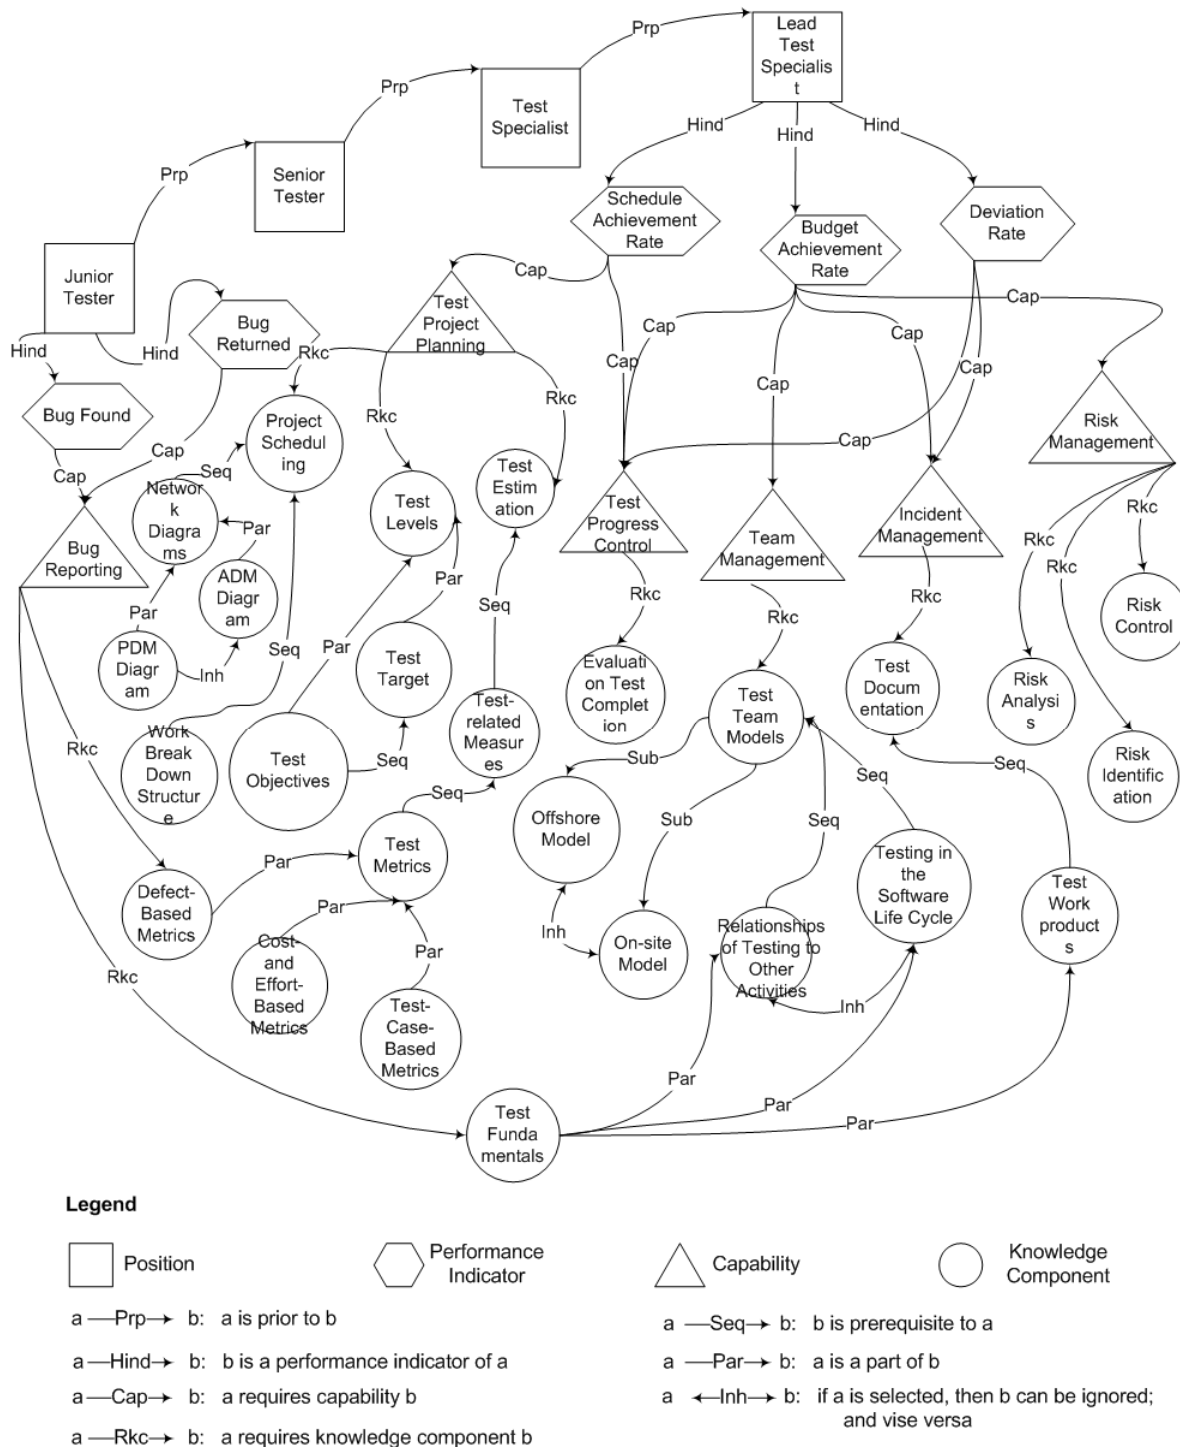 Lead
Test
Specialis
t
Prp
Test
Specialist
Prp
Senior
Tester
Prp
Junior
Tester
Hind
Hind
Hind
Schedule
Achievement
Rate
Budget
Achievement
Rate
Deviation
Rate
Hind
Hind
Bug
Returned
Bug Found
Cap
Cap
Cap
Cap
Cap
Cap
Cap
Cap
Cap
Cap
Test
Project
Planning
Rkc
Rkc
Rkc
Project
Schedul
ing
Test
Levels
Test
Estim
ation
Risk
Management
Test
Progress
Control
Team
Management
Incident
Management
Bug
Reporting
Seq
Networ
k
Diagra
ms
Par
ADM
Diagr
am
Par
PDM
Diagr
am
Inh
Seq
Par
Par
Seq
Test
Target
Rkc
Rkc
Rkc
Rkc
Rkc
Rkc
Risk
Control
Evaluati
on Test
Complet
ion
Test
Team
Models
Test
Docum
entation
Risk
Analysi
s
Risk
Identific
ation
Work
Break
Down
Structur
e
Test
Objectives
Seq
Test-
related
Measur
es
Rkc
Seq
Sub
Sub
Seq
Seq
Seq
Offshore
Model
Test
Metrics
Par
Defect-
Based
Metrics
Par
Par
Cost-
and
Effort-
Based
Metrics
Test-
Case-
Based
Metrics
Inh
On-site
Model
Relationships
of Testing to
Other
Activities
Testing in
the
Software
Life Cycle
Test
Work
product
s
Inh
Rkc
Par
Par
Par
Test
Funda
mentals
Legend
Position
Performance
Indicator
Capability
Knowledge
Component
a Prp b: a is prior to b
a Seq b: b is prerequisite to a
a Hind b: b is a performance indicator of a
a Par b: a is a part of b
a Cap b: a requires capability b
a Inh b: if a is selected, then b can be ignored;
and vise versa
a Rkc b: a requires knowledge component b